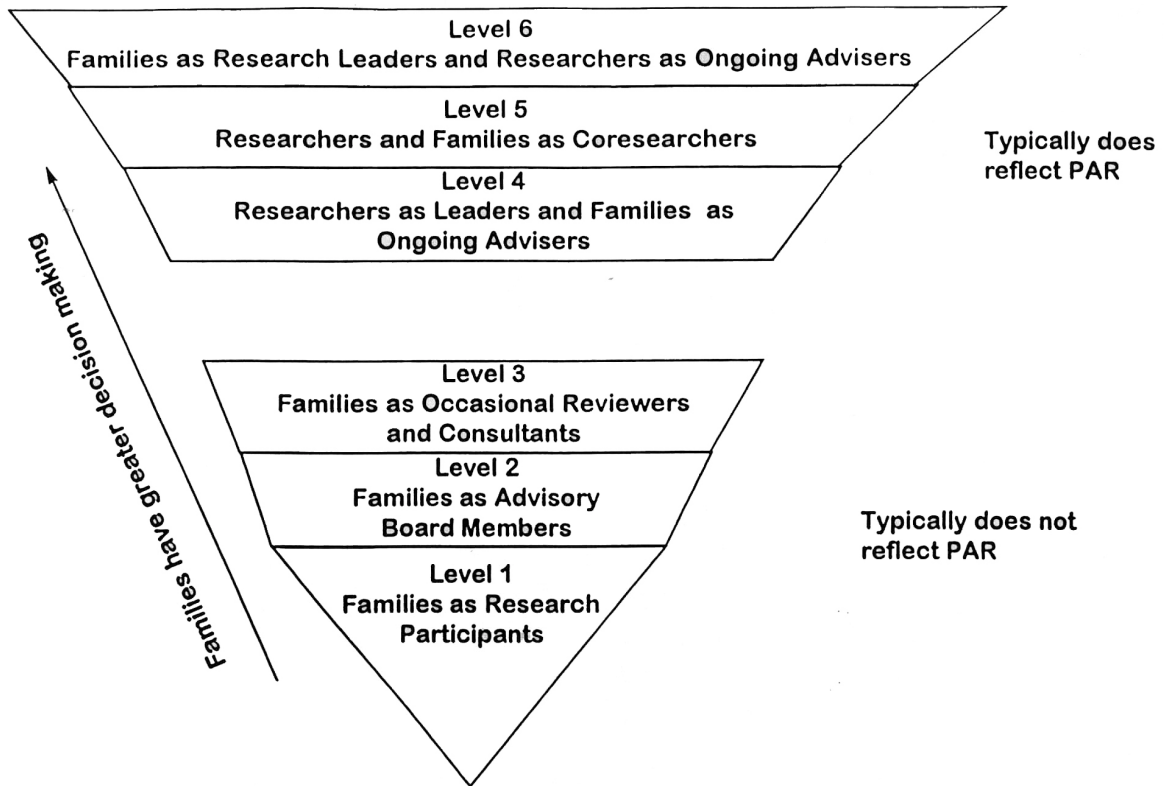 Level 6
Families as Research Leaders and Researchers as Ongoing Advisers
Level 5
Researchers and Families as Coresearchers
Level 4
Researchers as Leaders and Families as
Ongoing Advisers
Typically does
reflect PAR
Families have greater decision making
Level 3
Families as Occasional Reviewers
and Consultants
Level 2
Families as Advisory
Board Members
Level 1
Families as Research
Participants
Typically does not
reflect PAR